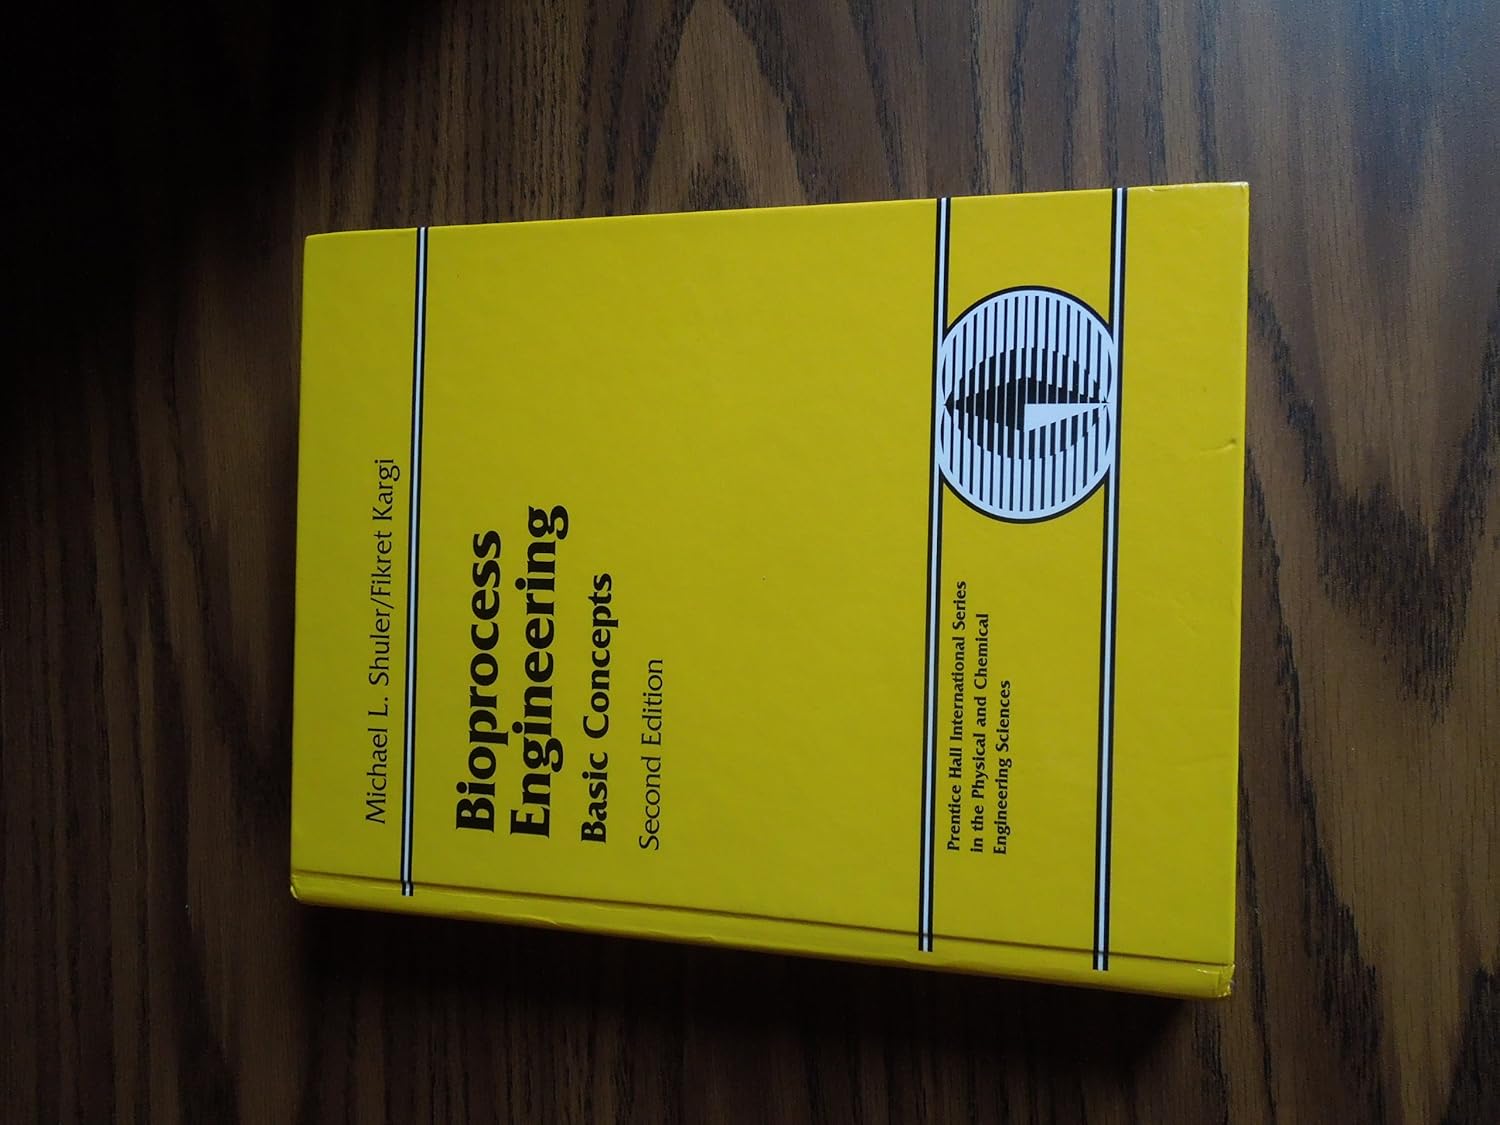 Michael L. Shuler/Fikret Kargi
Bioprocess
Engineering
Basic Concepts
Second Edition
Prentice Hall International Series
in the Physical and Chemical
Engineering Sciences